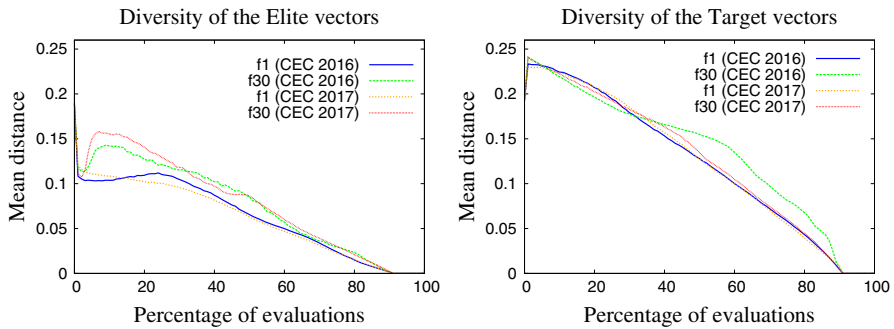 Diversity of the Elite vectors
Mean distance
0.25
0.2
0.15
0.1
0.05
0
f1 (CEC 2016)
f30 (CEC 2016)
f1 (CEC 2017)
f30 (CEC 2017)
0 20 40 60 80 100
Percentage of evaluations
Diversity of the Target vectors
Mean distance
0.25
0.2
0.15
0.1
0.05
0
f1 (CEC 2016)
f30 (CEC 2016)
f1 (CEC 2017)
f30 (CEC 2017)
0 20 40 60 80 100
Percentage of evaluations